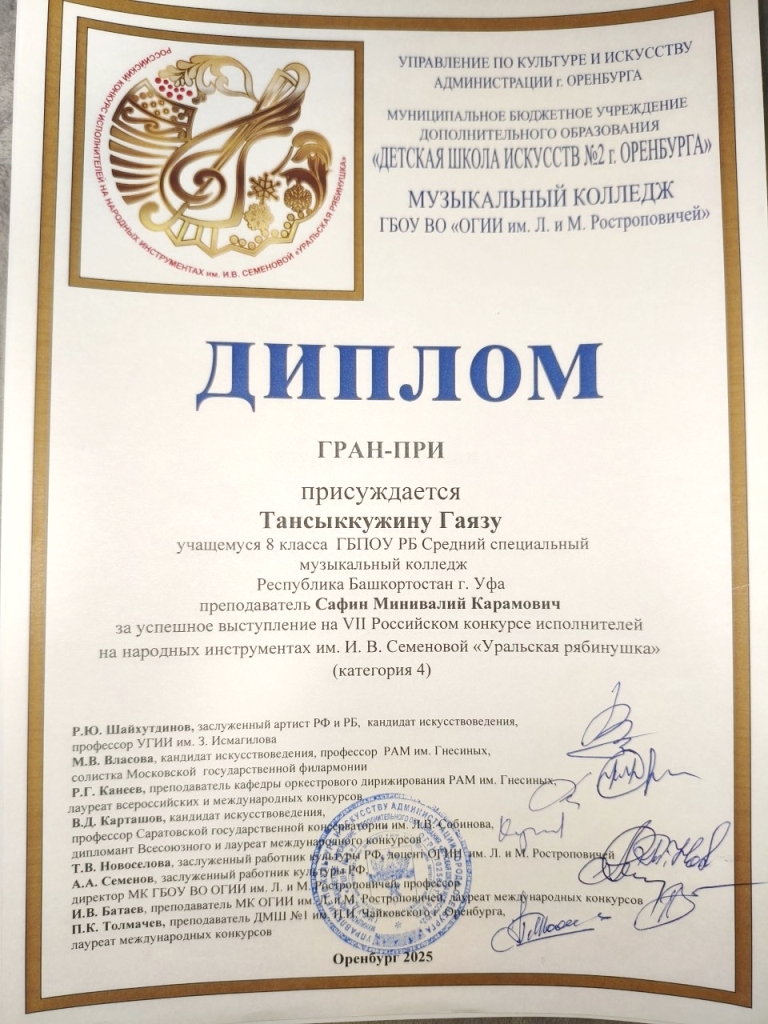 РОССИЙСКИЙ КОНКУРС ИСПОЛНИТЕЛЕЙ НА НАРОДНЫХ ИНСТРУМЕНТАХ им. И.В. СЕМЕНОВОЙ «УРАЛЬСКАЯ РЯБИНУШКА»
УПРАВЛЕНИЕ ПО КУЛЬТУРЕ И ИСКУССТВУ
АДМИНИСТРАЦИИ г. ОРЕНБУРГА
МУНИЦИПАЛЬНОЕ БЮДЖЕТНОЕ УЧРЕЖДЕНИЕ
ДОПОЛНИТЕЛЬНОГО ОБРАЗОВАНИЯ
«ДЕТСКАЯ ШКОЛА ИСКУССТВ №2 г. ОРЕНБУРГА»
МУЗЫКАЛЬНЫЙ КОЛЛЕДЖ
ГБОУ ВО «ОГИИ им. Л. и М. Ростроповичей»
ДИПЛОМ
ГРАН-ПРИ
присуждается
Тансыккужину Гаязу
учащемуся 8 класса ГБПОУ РБ Средний специальный
музыкальный колледж
Республика Башкортостан г. Уфа
преподаватель Сафин Минивалий Карамович
за успешное выступление на VII Российском конкурсе исполнителей
на народных инструментах им. И. В. Семеновой «Уральская рябинушка»
(категория 4)
Р.Ю. Шайхутдинов, заслуженный артист РФ и РБ, кандидат искусствоведения,
профессор УГИИ им. З. Исмагилова
М.В. Власова, кандидат искусствоведения, профессор РАМ им. Гнесиных,
солистка Московской государственной филармонии
Р.Г. Канеев, преподаватель кафедры оркестрового дирижирования РАМ им. Гнесиных,
лауреат всероссийских и международных конкурсов
В.Д. Карташов, кандидат искусствоведения,
профессор Саратовской государственной консерватории им. Л.В. Собинова,
дипломант Всесоюзного и лауреат международного конкурсов
Т.В. Новоселова, заслуженный работник культуры РФ, доцент ОГИИ им. Л. и М. Ростроповичей
А.А. Семенов, заслуженный работник культуры РФ,
директор МК ГБОУ ВО ОГИИ им. Л. и М. Ростроповичей, профессор
И.В. Батаев, преподаватель МК ОГИИ им. Л. и М. Ростроповичей, лауреат международных конкурсов
П.К. Толмачев, преподаватель ДМШ №1 им. П.И. Чайковского г. Оренбурга,
лауреат международных конкурсов
Оренбург 2025